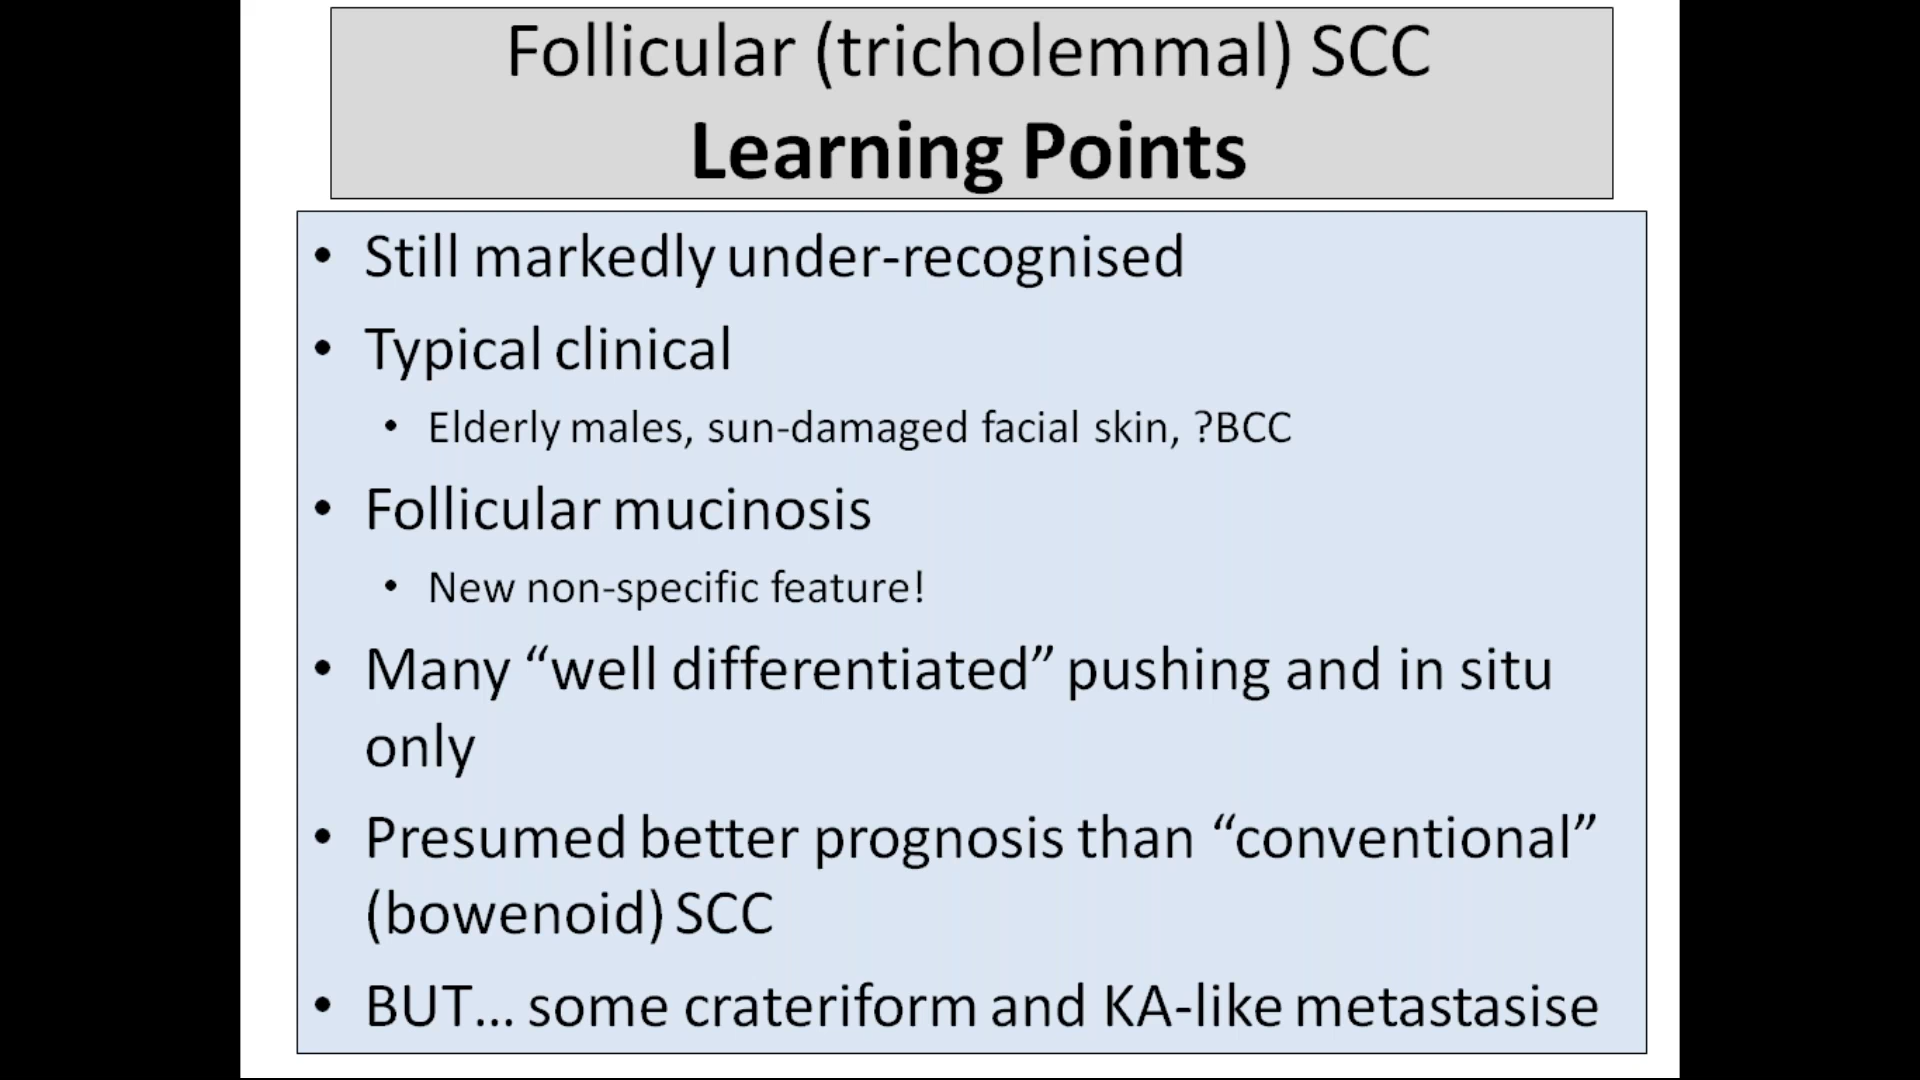 Follicular (tricholemmal) SCC
Learning Points
• Still markedly under-recognised
• Typical clinical
• Elderly males, sun-damaged facial skin, ?BCC
• Follicular mucinosis
• New non-specific feature!
• Many “well differentiated” pushing and in situ
only
• Presumed better prognosis than “conventional”
(bowenoid) SCC
• BUT… some crateriform and KA-like metastasise